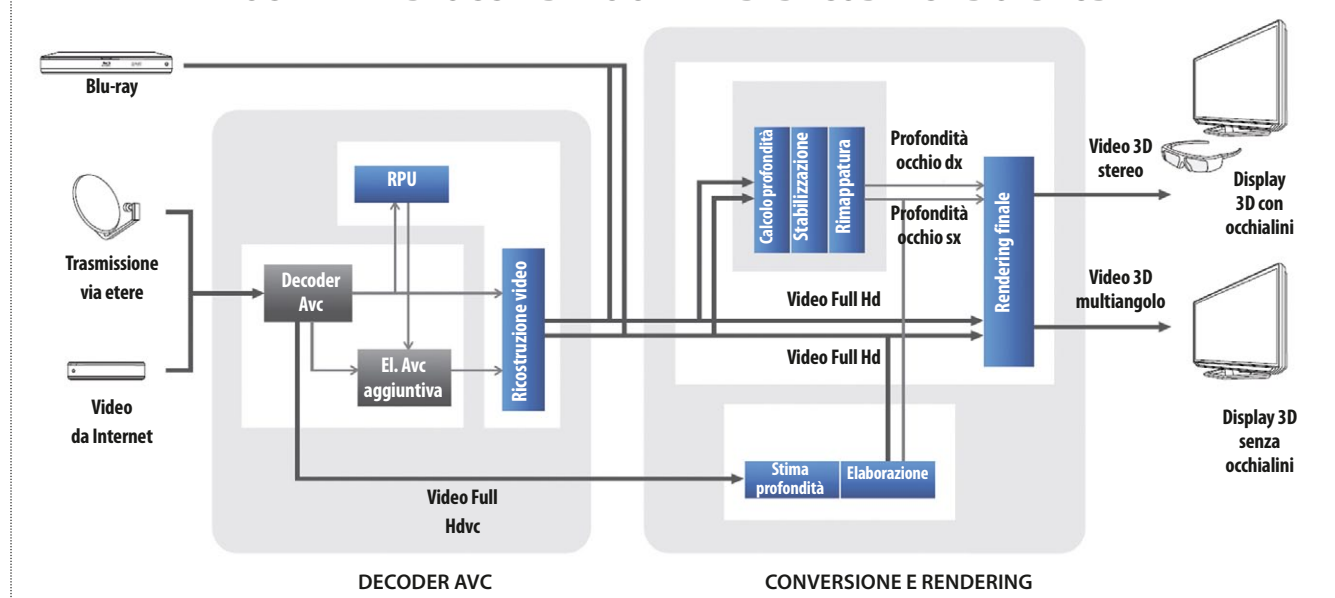 Blu-ray
Trasmissione
via etere
Video
da Internet
RPU
Decoder
Avc
El. Avc
aggiuntiva
Ricostruzione video
Video Full
Hdvc
DECODER AVC
Calcolo profondità
Stabilizzazione
Rimappatura
Profondità
occhio dx
Profondità
occhio sx
Video Full Hd
Video Full Hd
Rendering finale
Stima
profondità
Elaborazione
CONVERSIONE E RENDERING
Video 3D
stereo
Display
3D con
occhialini
Video 3D
multiangolo
Display 3D
senza
occhialini